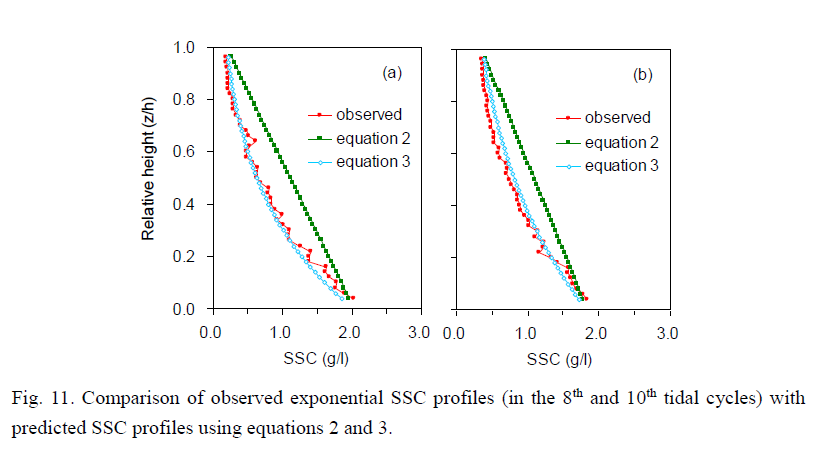 1.0
0.8
0.6
0.4
0.2
0.0
Relative height (z/h)
(a)
observed
equation 2
equation 3
0.0 1.0 2.0 3.0
SSC (g/l)
(b)
observed
equation 2
equation 3
0.0 1.0 2.0 3.0
SSC (g/l)
Fig. 11. Comparison of observed exponential SSC profiles (in the 8th and 10th tidal cycles) with
predicted SSC profiles using equations 2 and 3.